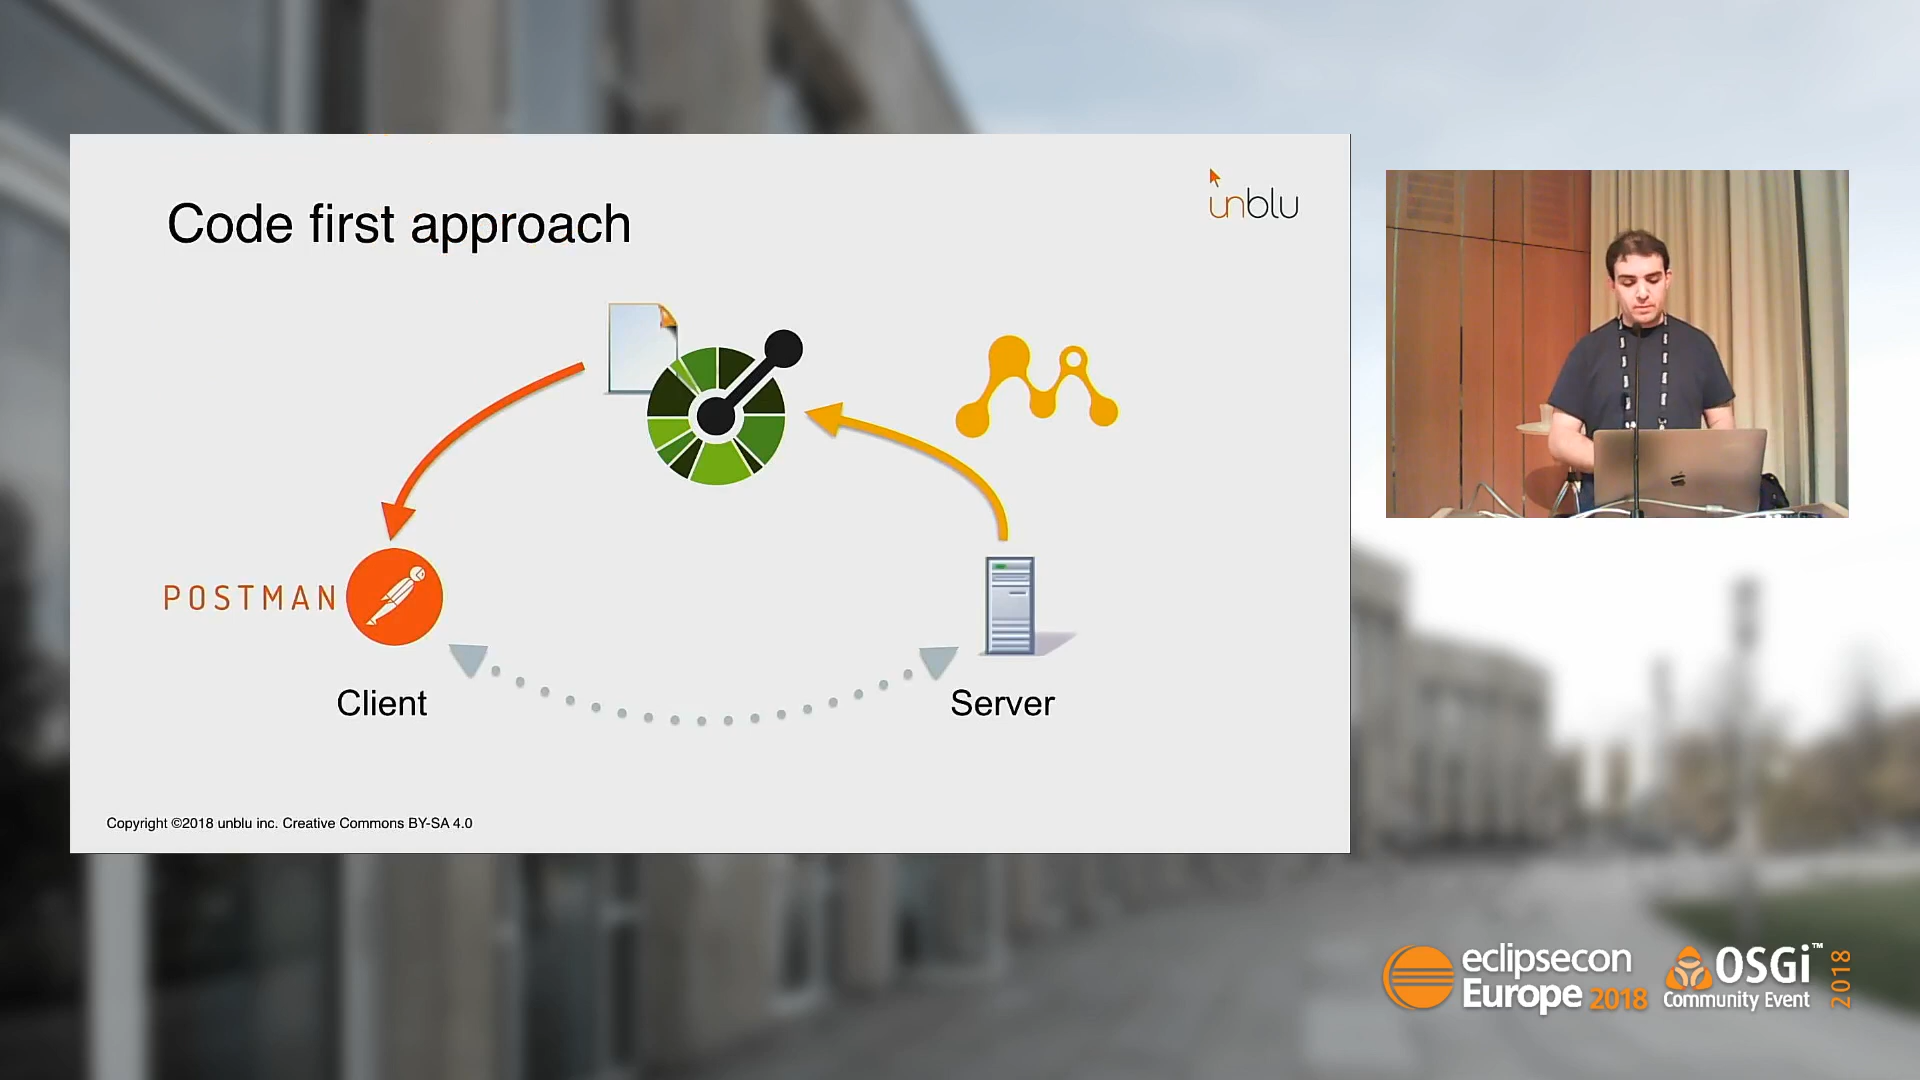 Code first approach
unblu
POSTMAN
Client
Server
Copyright ©2018 unblu inc. Creative Commons BY-SA 4.0
eclipsecon
Europe 2018
OSGi™
Community Event
2018